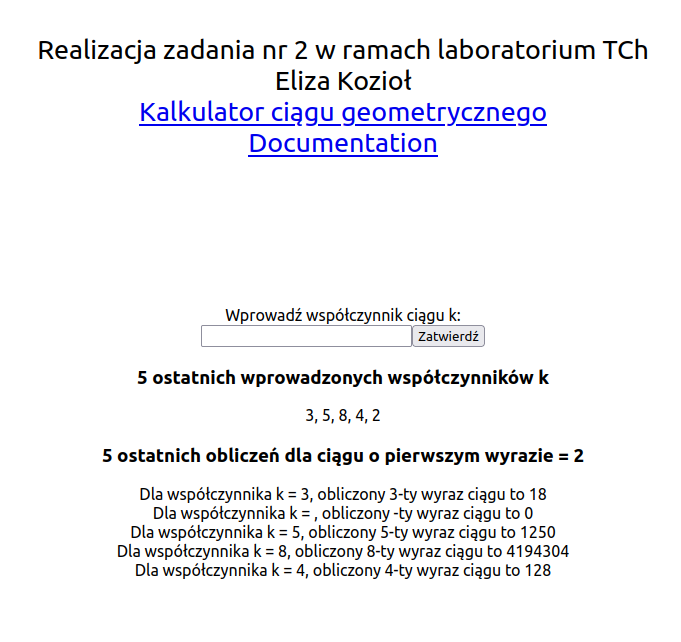 Realizacja zadania nr 2 w ramach laboratorium TCh
Eliza Kozioł
Kalkulator ciągu geometrycznego
Documentation
Wprowadź współczynnik ciągu k:
Zatwierdź
5 ostatnich wprowadzonych współczynników k
3, 5, 8, 4, 2
5 ostatnich obliczeń dla ciągu o pierwszym wyrazie = 2
Dla współczynnika k = 3, obliczony 3-ty wyraz ciągu to 18
Dla współczynnika k = , obliczony -ty wyraz ciągu to 0
Dla współczynnika k = 5, obliczony 5-ty wyraz ciągu to 1250
Dla współczynnika k = 8, obliczony 8-ty wyraz ciągu to 4194304
Dla współczynnika k = 4, obliczony 4-ty wyraz ciągu to 128